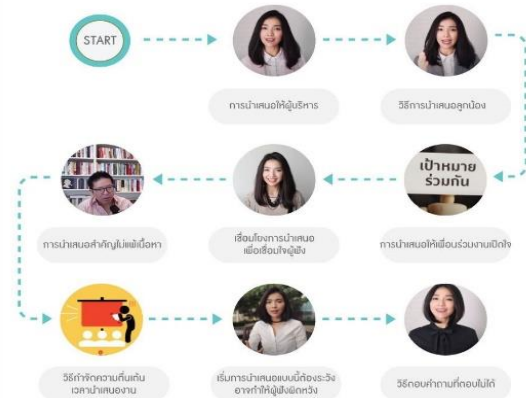 START
การนำเสนอให้ผู้บริหาร
วิธีการนำเสนอลูกน้อง
เป้าหมาย
ร่วมกัน
การนำเสนอให้เพื่อนร่วมงานเปิดใจ
เชื่อมโยงการนำเสนอ
เพื่อเชื่อมใจผู้ฟัง
การนำเสนอสำคัญไม่แพ้เนื้อหา
วิธีกำจัดความตื่นเต้น
เวลานำเสนองาน
เริ่มการนำเสนอแบบนี้ต้องระวัง
อาจทำให้ผู้ฟังผิดหวัง
วิธีตอบคำถามที่ตอบไม่ได้